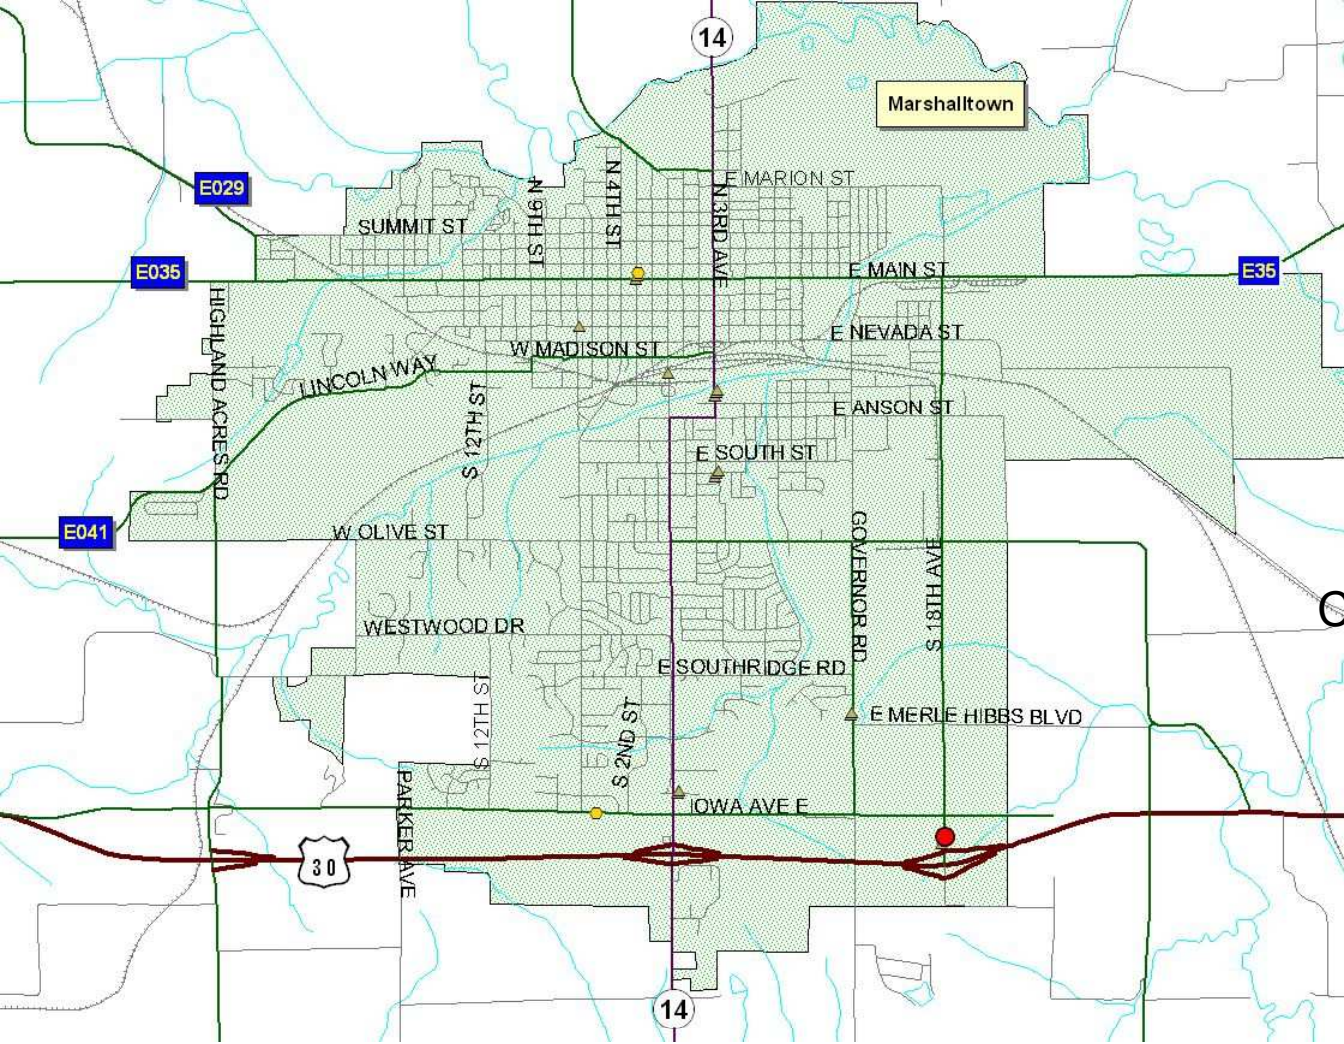 14
Marshalltown
E MARION ST
E029
N 9TH ST
N 4TH ST
N 3RD AVE
SUMMIT ST
E035
E MAIN ST
E35
HIGHLAND ACRES RD
E NEVADA ST
W MADISON ST
LINCOLN WAY
S 12TH ST
E ANSON ST
E SOUTH ST
E041
W OLIVE ST
GOVERNOR RD
S 18TH AVE
WESTWOOD DR
E SOUTHRIDGE RD
S 12TH ST
S 2ND ST
E MERLE HIBBS BLVD
PARKER AVE
IOWA AVE E
30
14